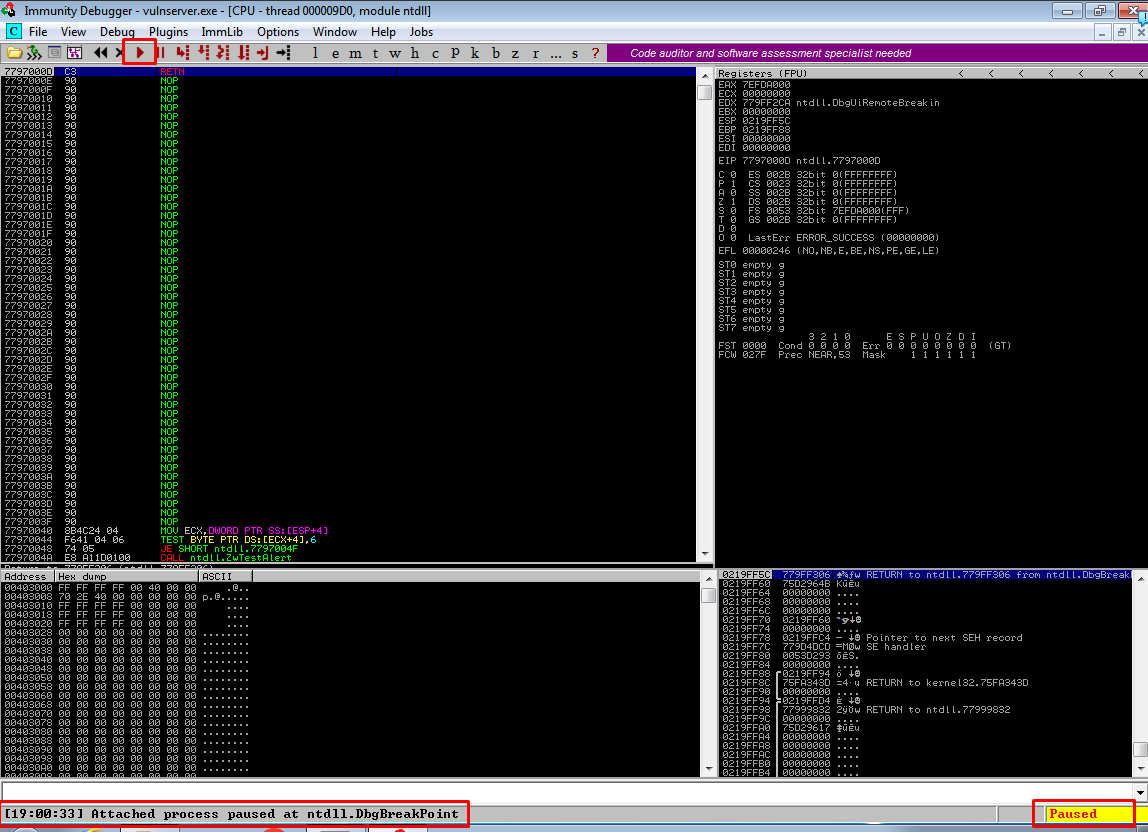 Immunity Debugger - vulnserver.exe - [CPU - thread 000009D0, module ntdll]
C File View Debug Plugins ImmLib Options Window Help Jobs
l e m t w h c P k b z r ... s ? Code auditor and software assessment specialist needed
7797000D C3 RETN
7797000E 90 NOP
7797000F 90 NOP
77970010 90 NOP
77970011 90 NOP
77970012 90 NOP
77970013 90 NOP
77970014 90 NOP
77970015 90 NOP
77970016 90 NOP
77970017 90 NOP
77970018 90 NOP
77970019 90 NOP
7797001A 90 NOP
7797001B 90 NOP
7797001C 90 NOP
7797001D 90 NOP
7797001E 90 NOP
7797001F 90 NOP
77970020 90 NOP
77970021 90 NOP
77970022 90 NOP
77970023 90 NOP
77970024 90 NOP
77970025 90 NOP
77970026 90 NOP
77970027 90 NOP
77970028 90 NOP
77970029 90 NOP
7797002A 90 NOP
7797002B 90 NOP
7797002C 90 NOP
7797002D 90 NOP
7797002E 90 NOP
7797002F 90 NOP
77970030 90 NOP
77970031 90 NOP
77970032 90 NOP
77970033 90 NOP
77970034 90 NOP
77970035 90 NOP
77970036 90 NOP
77970037 90 NOP
77970038 90 NOP
77970039 90 NOP
7797003A 90 NOP
7797003B 90 NOP
7797003C 90 NOP
7797003D 90 NOP
7797003E 90 NOP
7797003F 90 NOP
77970040 8B4C24 04 MOV ECX,DWORD PTR SS:[ESP+4]
77970044 F641 04 06 TEST BYTE PTR DS:[ECX+4],6
77970048 74 05 JE SHORT ntdll.7797004F
7797004A E8 A11D0100 CALL ntdll.ZwTestAlert
Registers (FPU) < < < < < < <
EAX 7EFDA000
ECX 00000000
EDX 779FF2CA ntdll.DbgUiRemoteBreakin
EBX 00000000
ESP 0219FF5C
EBP 0219FF88
ESI 00000000
EDI 00000000
EIP 7797000D ntdll.7797000D
C 0 ES 002B 32bit 0(FFFFFFFF)
P 1 CS 0023 32bit 0(FFFFFFFF)
A 0 SS 002B 32bit 0(FFFFFFFF)
Z 1 DS 002B 32bit 0(FFFFFFFF)
S 0 FS 0053 32bit 7EFDA000(FFF)
T 0 GS 002B 32bit 0(FFFFFFFF)
D 0
O 0 LastErr ERROR_SUCCESS (00000000)
EFL 00000246 (NO,NB,E,BE,NS,PE,GE,LE)
ST0 empty g
ST1 empty g
ST2 empty g
ST3 empty g
ST4 empty g
ST5 empty g
ST6 empty g
ST7 empty g
3 2 1 0 E S P U O Z D I
FST 0000 Cond 0 0 0 0 Err 0 0 0 0 0 0 0 0 (GT)
FCW 027F Prec NEAR,53 Mask 1 1 1 1 1 1
Address Hex dump ASCII
00403000 FF FF FF FF 00 40 00 00 .@..
00403008 70 2E 40 00 00 00 00 00 p.@.....
00403010 FF FF FF FF 00 00 00 00 ....
00403018 FF FF FF FF 00 00 00 00 ....
00403020 FF FF FF FF 00 00 00 00 ....
00403028 00 00 00 00 00 00 00 00 ........
00403030 00 00 00 00 00 00 00 00 ........
00403038 00 00 00 00 00 00 00 00 ........
00403040 00 00 00 00 00 00 00 00 ........
00403048 00 00 00 00 00 00 00 00 ........
00403050 00 00 00 00 00 00 00 00 ........
00403058 00 00 00 00 00 00 00 00 ........
00403060 00 00 00 00 00 00 00 00 ........
00403068 00 00 00 00 00 00 00 00 ........
00403070 00 00 00 00 00 00 00 00 ........
00403078 00 00 00 00 00 00 00 00 ........
00403080 00 00 00 00 00 00 00 00 ........
00403088 00 00 00 00 00 00 00 00 ........
00403090 00 00 00 00 00 00 00 00 ........
00403098 00 00 00 00 00 00 00 00 ........
004030A0 00 00 00 00 00 00 00 00 ........
0219FF5C 779FF306 RETURN to ntdll.779FF306 from ntdll.DbgBreak
0219FF60 75D2964B
0219FF64 00000000 ....
0219FF68 00000000 ....
0219FF6C 00000000 ....
0219FF70 0219FF60
0219FF74 00000000 ....
0219FF78 0219FFC4 Pointer to next SEH record
0219FF7C 779D4DCD SE handler
0219FF80 0053D293
0219FF84 00000000 ....
0219FF88 0219FF94
0219FF8C 75FA343D RETURN to kernel32.75FA343D
0219FF90 00000000 ....
0219FF94 0219FFD4
0219FF98 77999832 RETURN to ntdll.77999832
0219FF9C 00000000 ....
0219FFA0 75D29617
0219FFA4 00000000 ....
0219FFA8 00000000 ....
0219FFAC 00000000 ....
0219FFB0 00000000 ....
0219FFB4 00000000 ....
[19:00:33] Attached process paused at ntdll.DbgBreakPoint Paused